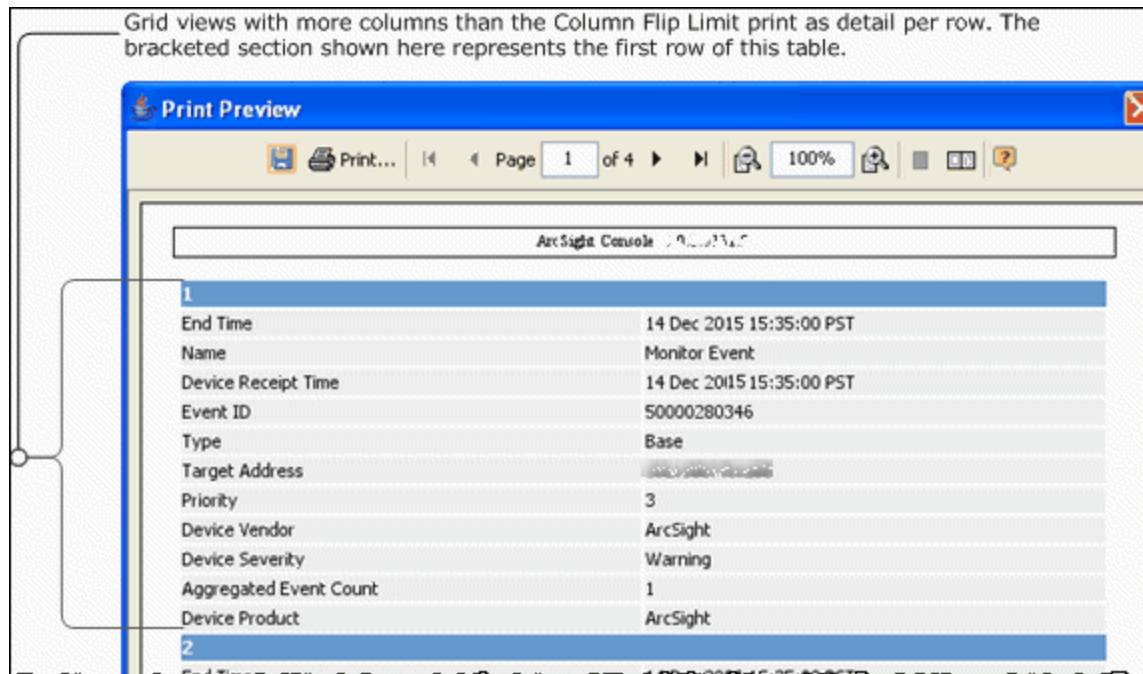 Grid views with more columns than the Column Flip Limit print as detail per row. The
bracketed section shown here represents the first row of this table.
Print Preview
Print... Page 1 of 4 100%
ArcSight Console
1
End Time 14 Dec 2015 15:35:00 PST
Name Monitor Event
Device Receipt Time 14 Dec 2015 15:35:00 PST
Event ID 50000280346
Type Base
Target Address
Priority 3
Device Vendor ArcSight
Device Severity Warning
Aggregated Event Count 1
Device Product ArcSight
2
End Time